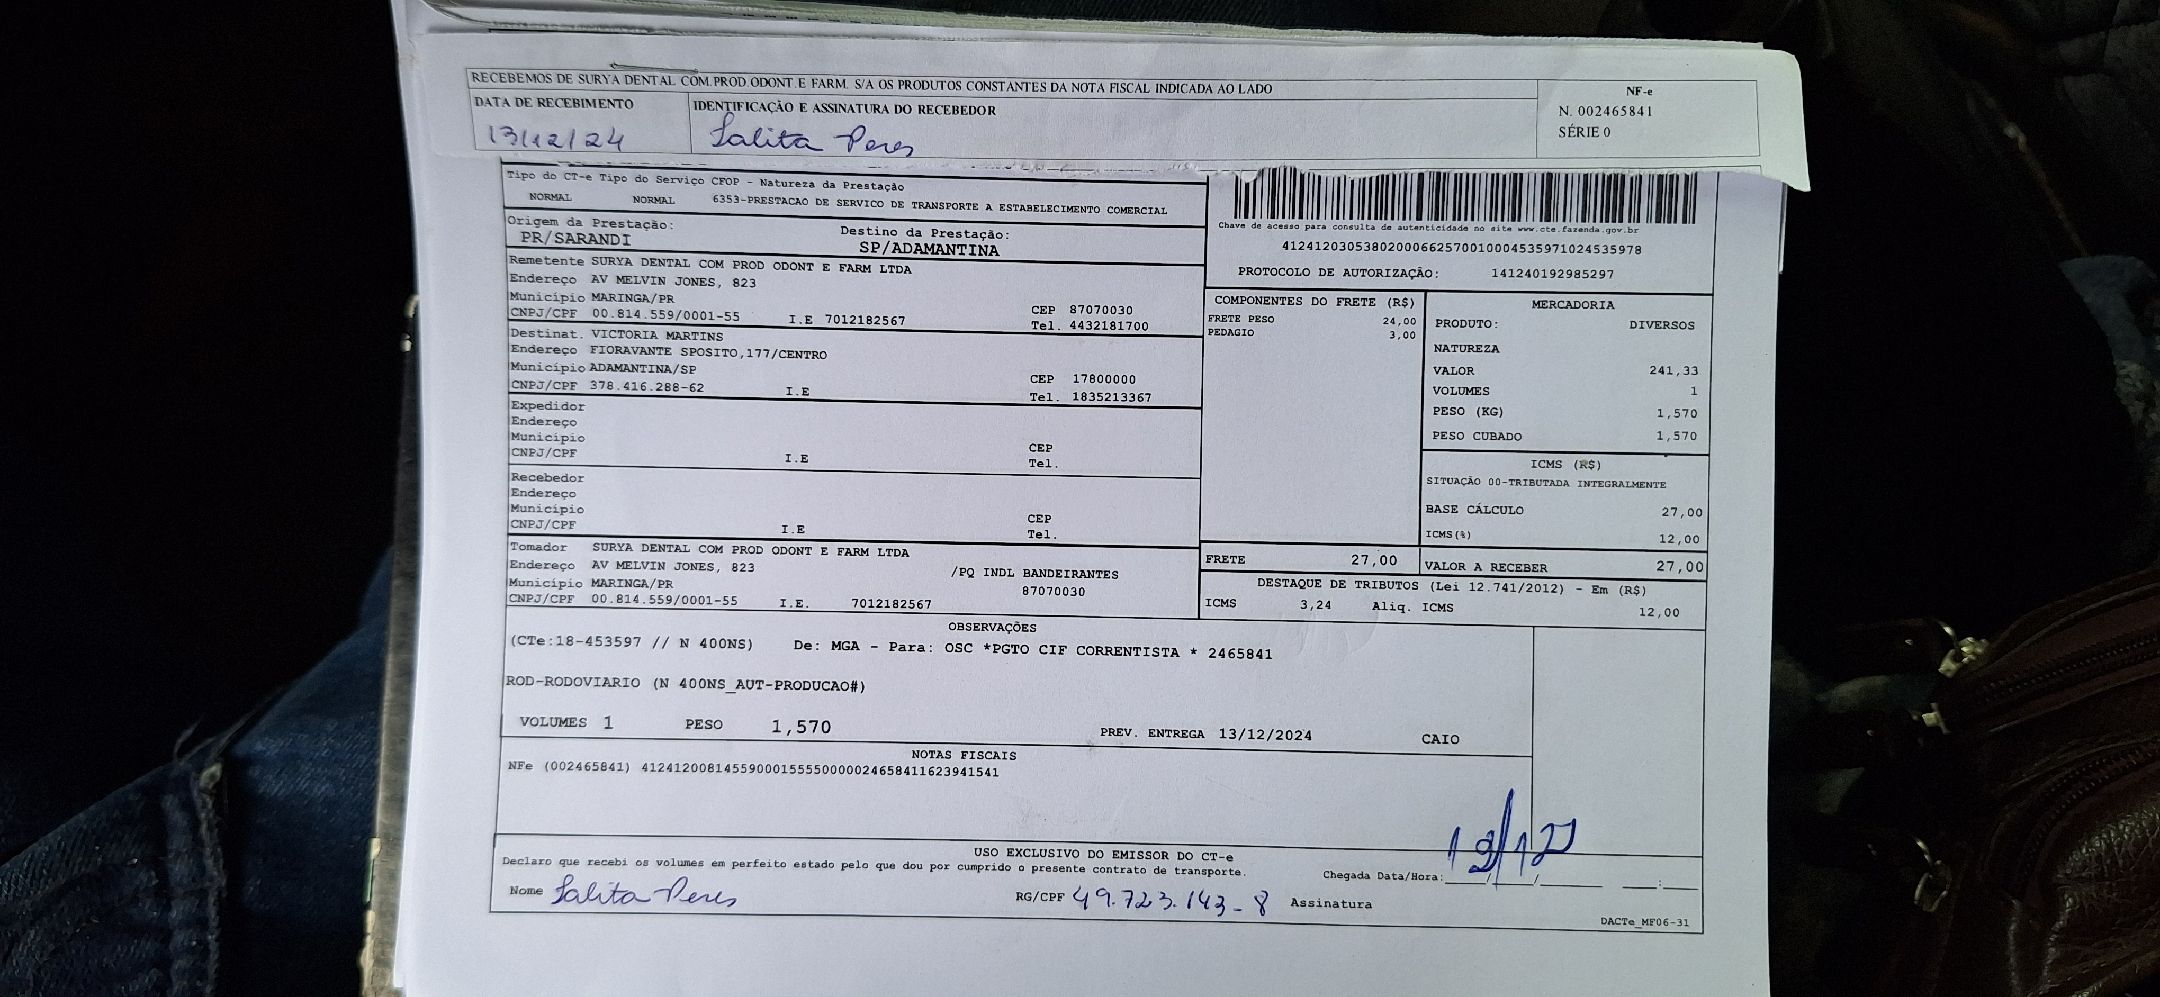 RECEBEMOS DE SURYA DENTAL COM.PROD.ODONT.E FARM. S/A OS PRODUTOS CONSTANTES DA NOTA FISCAL INDICADA AO LADO
DATA DE RECEBIMENTO
13/12/24
IDENTIFICAÇÃO E ASSINATURA DO RECEBEDOR
Peres
NF-e
N. 002465841
SÉRIE 0
Tipo do CT-e Tipo do Serviço CFOP - Natureza da Prestação
NORMAL NORMAL 6353-PRESTACAO DE SERVICO DE TRANSPORTE A ESTABELECIMENTO COMERCIAL
Origem da Prestação: Destino da Prestação:
PR/SARANDI SP/ADAMANTINA
Remetente SURYA DENTAL COM PROD ODONT E FARM LTDA
Endereço AV MELVIN JONES, 823
Município MARINGA/PR CEP 87070030
CNPJ/CPF 00.814.559/0001-55 I.E 7012182567 Tel. 4432181700
Destinat. VICTORIA MARTINS
Endereço FIORAVANTE SPOSITO,177/CENTRO
Município ADAMANTINA/SP CEP 17800000
CNPJ/CPF 378.416.288-62 I.E Tel. 1835213367
Expedidor
Endereço
Município CEP
CNPJ/CPF I.E Tel.
Recebedor
Endereço
Município CEP
CNPJ/CPF I.E Tel.
Tomador SURYA DENTAL COM PROD ODONT E FARM LTDA
Endereço AV MELVIN JONES, 823 /PQ INDL BANDEIRANTES
Município MARINGA/PR 87070030
CNPJ/CPF 00.814.559/0001-55 I.E. 7012182567
Chave de acesso para consulta de autenticidade no site www.cte.fazenda.gov.br
41241203053802000662570010004535971024535978
PROTOCOLO DE AUTORIZAÇÃO: 141240192985297
COMPONENTES DO FRETE (R$)
FRETE PESO 24,00
PEDAGIO 3,00
MERCADORIA
PRODUTO: DIVERSOS
NATUREZA
VALOR 241,33
VOLUMES 1
PESO (KG) 1,570
PESO CUBADO 1,570
ICMS (R$)
SITUAÇÃO 00-TRIBUTADA INTEGRALMENTE
BASE CÁLCULO 27,00
ICMS(%) 12,00
FRETE 27,00 VALOR A RECEBER 27,00
DESTAQUE DE TRIBUTOS (Lei 12.741/2012) - Em (R$)
ICMS 3,24 Aliq. ICMS 12,00
OBSERVAÇÕES
(CTe:18-453597 // N 400NS) De: MGA - Para: OSC *PGTO CIF CORRENTISTA * 2465841
ROD-RODOVIARIO (N 400NS_AUT-PRODUCAO#)
VOLUMES 1 PESO 1,570 PREV. ENTREGA 13/12/2024 CAIO
NOTAS FISCAIS
NFe (002465841) 41241200814559000155550000024658411623941541
USO EXCLUSIVO DO EMISSOR DO CT-e
Declaro que recebi os volumes em perfeito estado pelo que dou por cumprido o presente contrato de transporte.
Chegada Data/Hora:
Nome Peres RG/CPF 49.723.143-8 Assinatura
DACTe_MF06-31